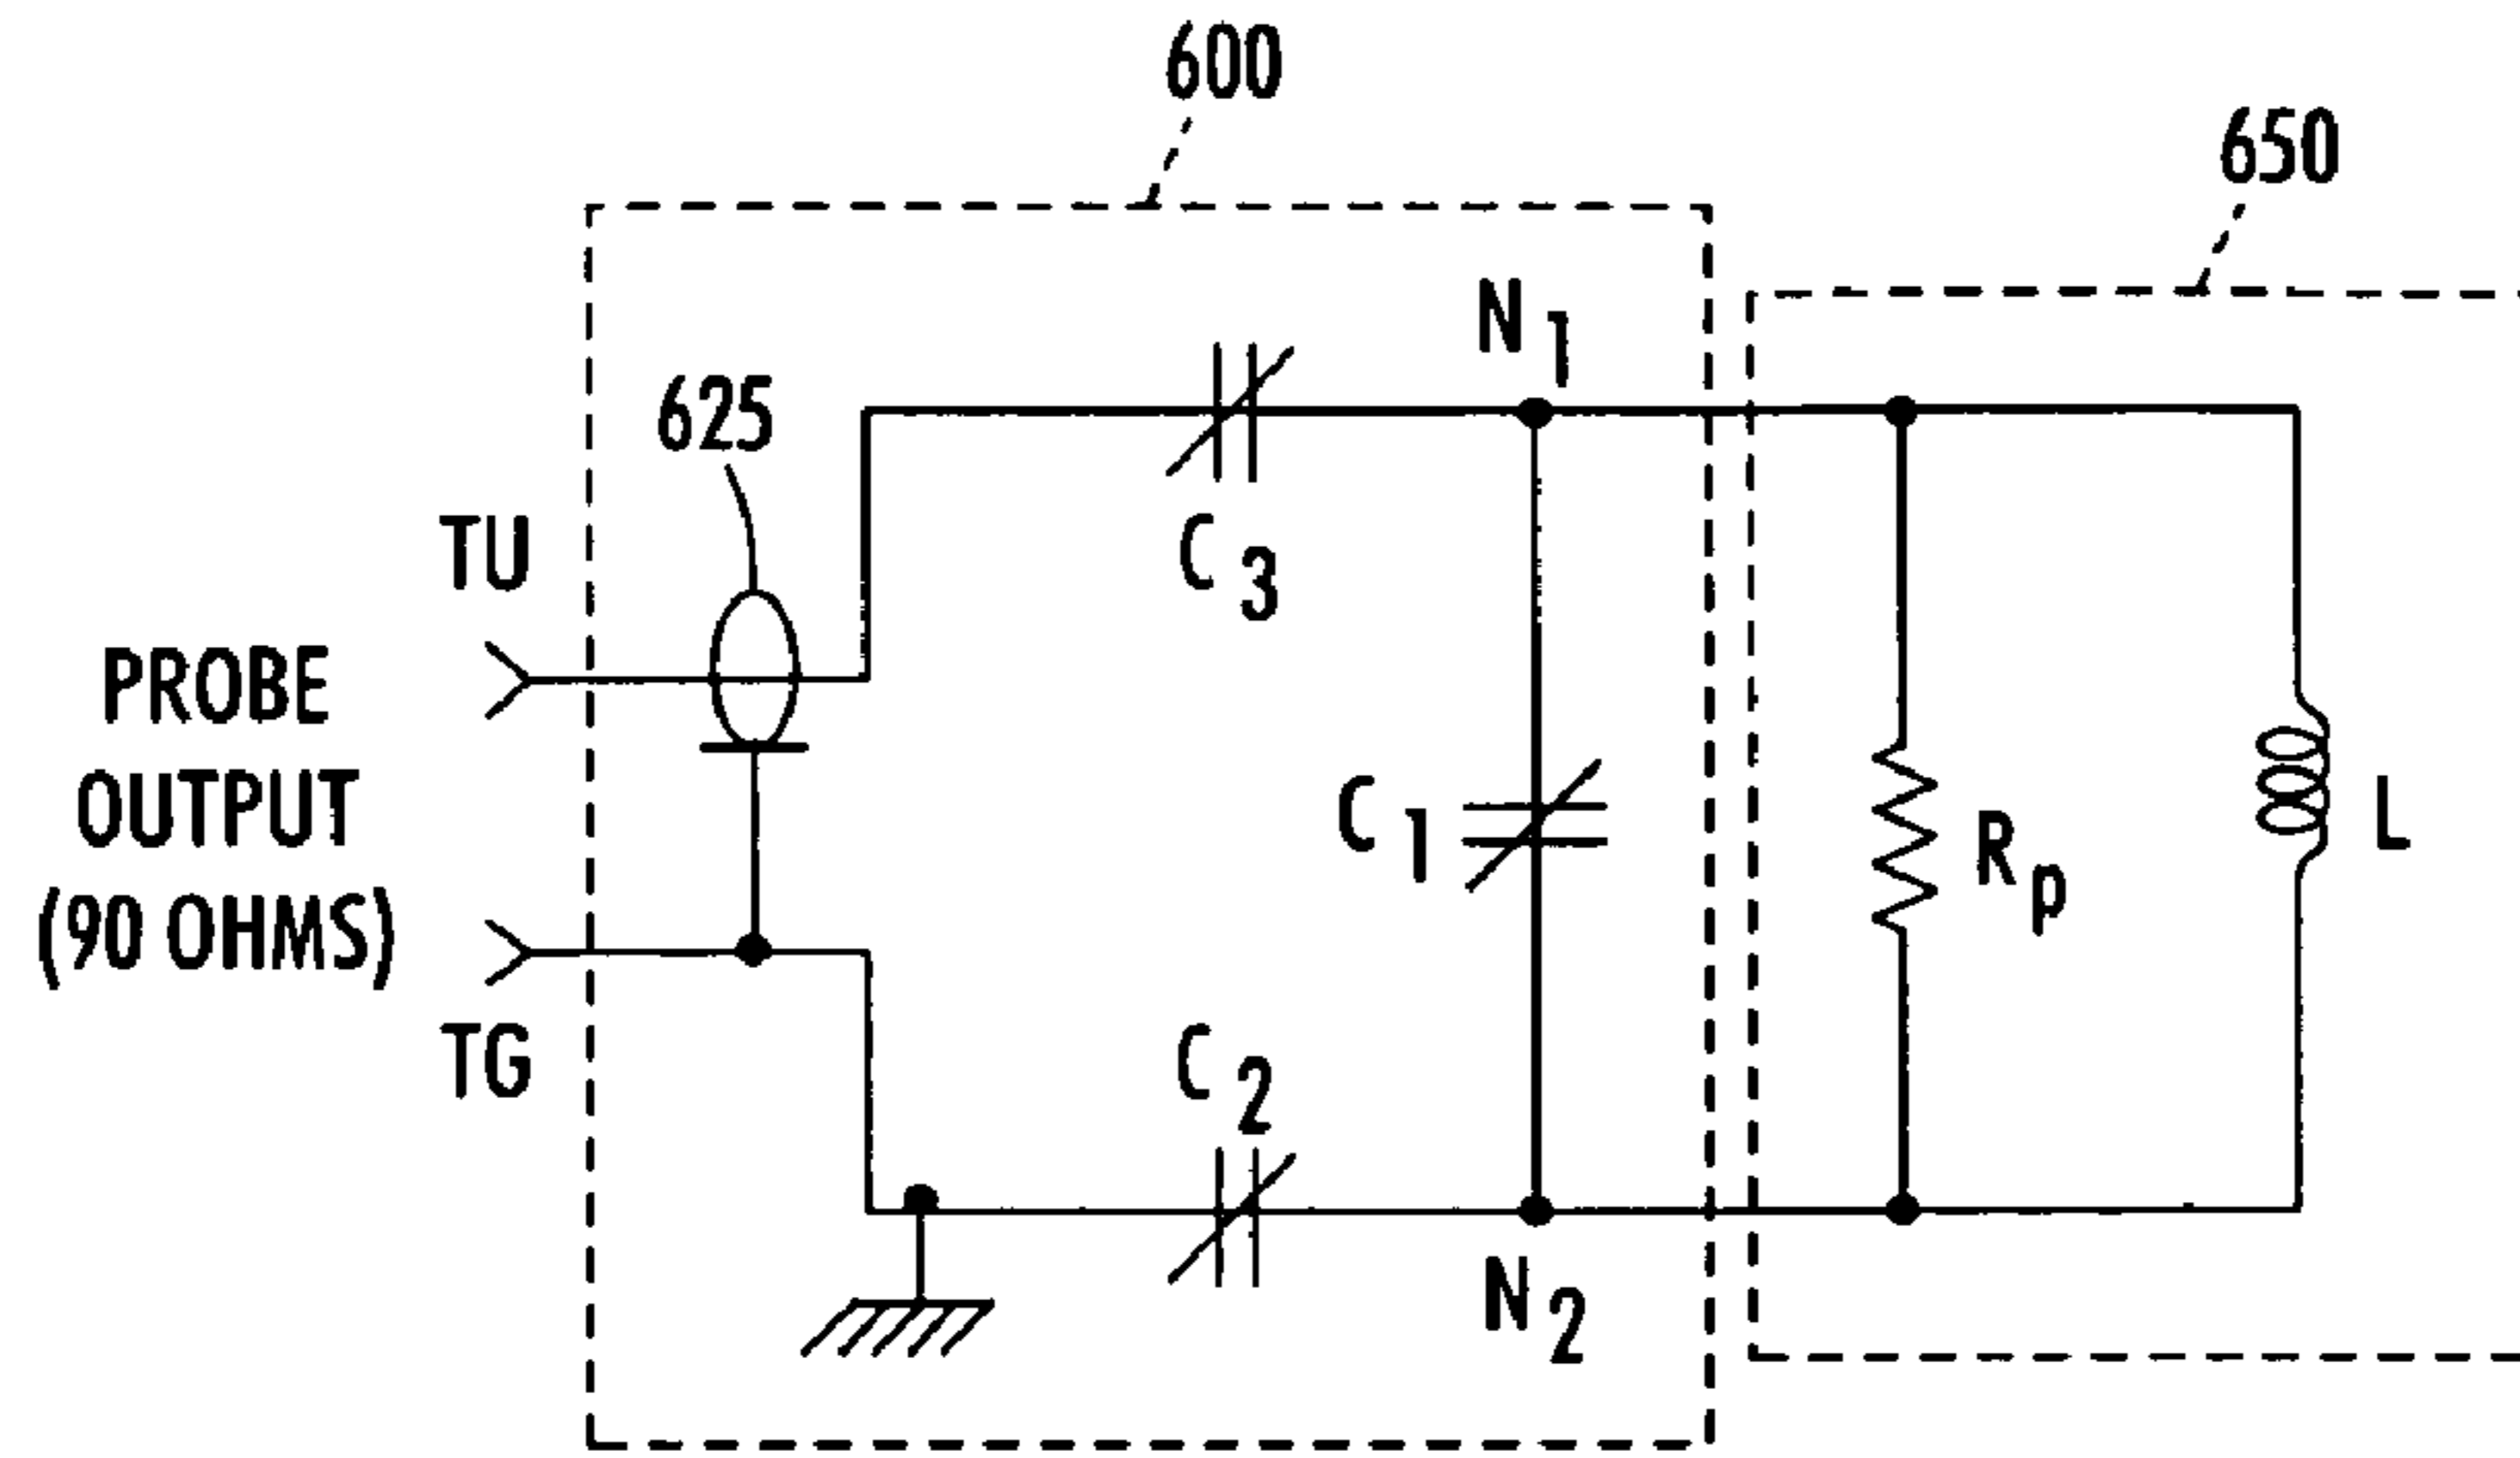 600
650
N1
625
C3
TU
PROBE
OUTPUT
(90 OHMS)
C1
Rp
L
TG
C2
N2